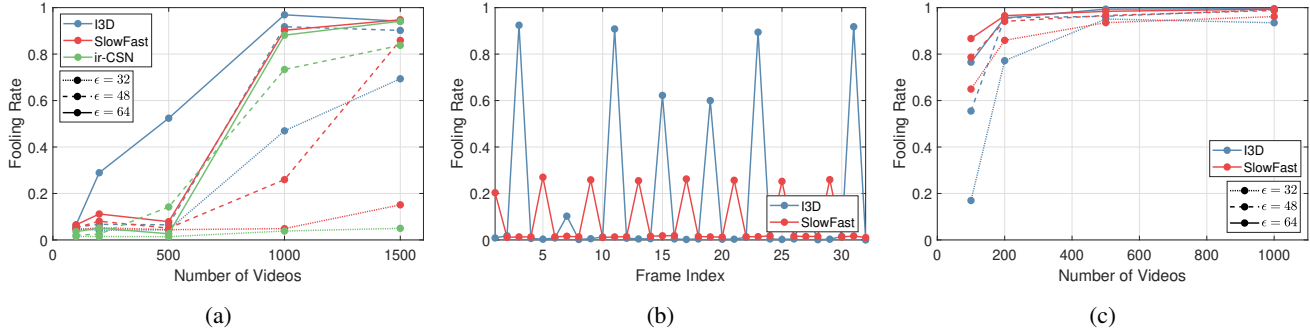 1
0.8
0.6
0.4
0.2
0
Fooling Rate
0 500 1000 1500
Number of Videos
I3D
SlowFast
ir-CSN
ϵ = 32
ϵ = 48
ϵ = 64
(a)
1
0.8
0.6
0.4
0.2
0
Fooling Rate
5 10 15 20 25 30
Frame Index
I3D
SlowFast
(b)
1
0.8
0.6
0.4
0.2
0
Fooling Rate
0 200 400 600 800 1000
Number of Videos
I3D
SlowFast
ϵ = 32
ϵ = 48
ϵ = 64
(c)